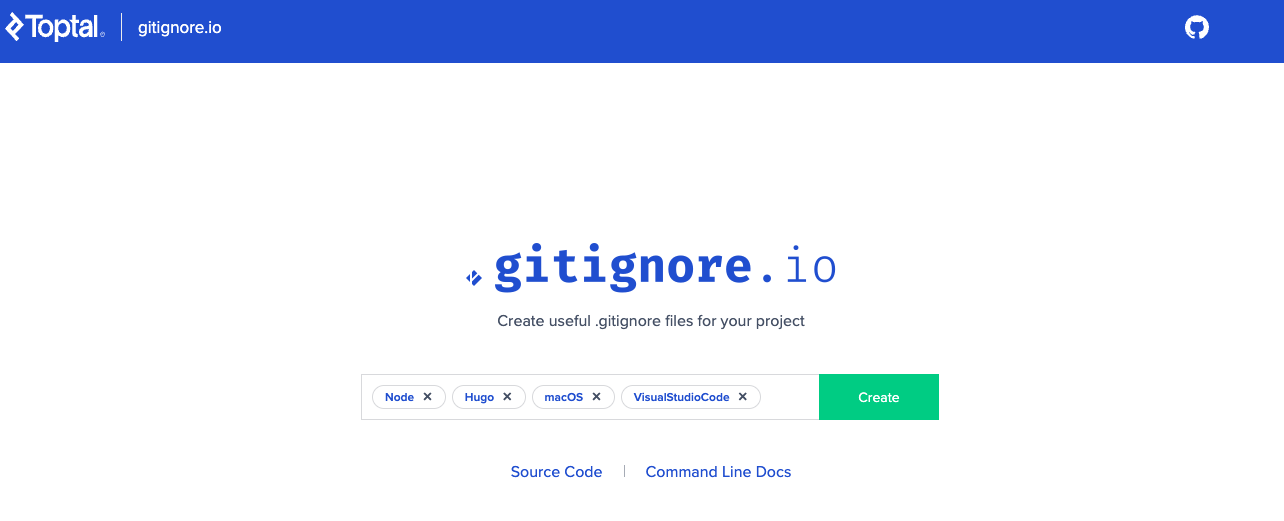 Toptal gitignore.io
.gitignore.io
Create useful .gitignore files for your project
Node × Hugo × macOS × VisualStudioCode × Create
Source Code | Command Line Docs